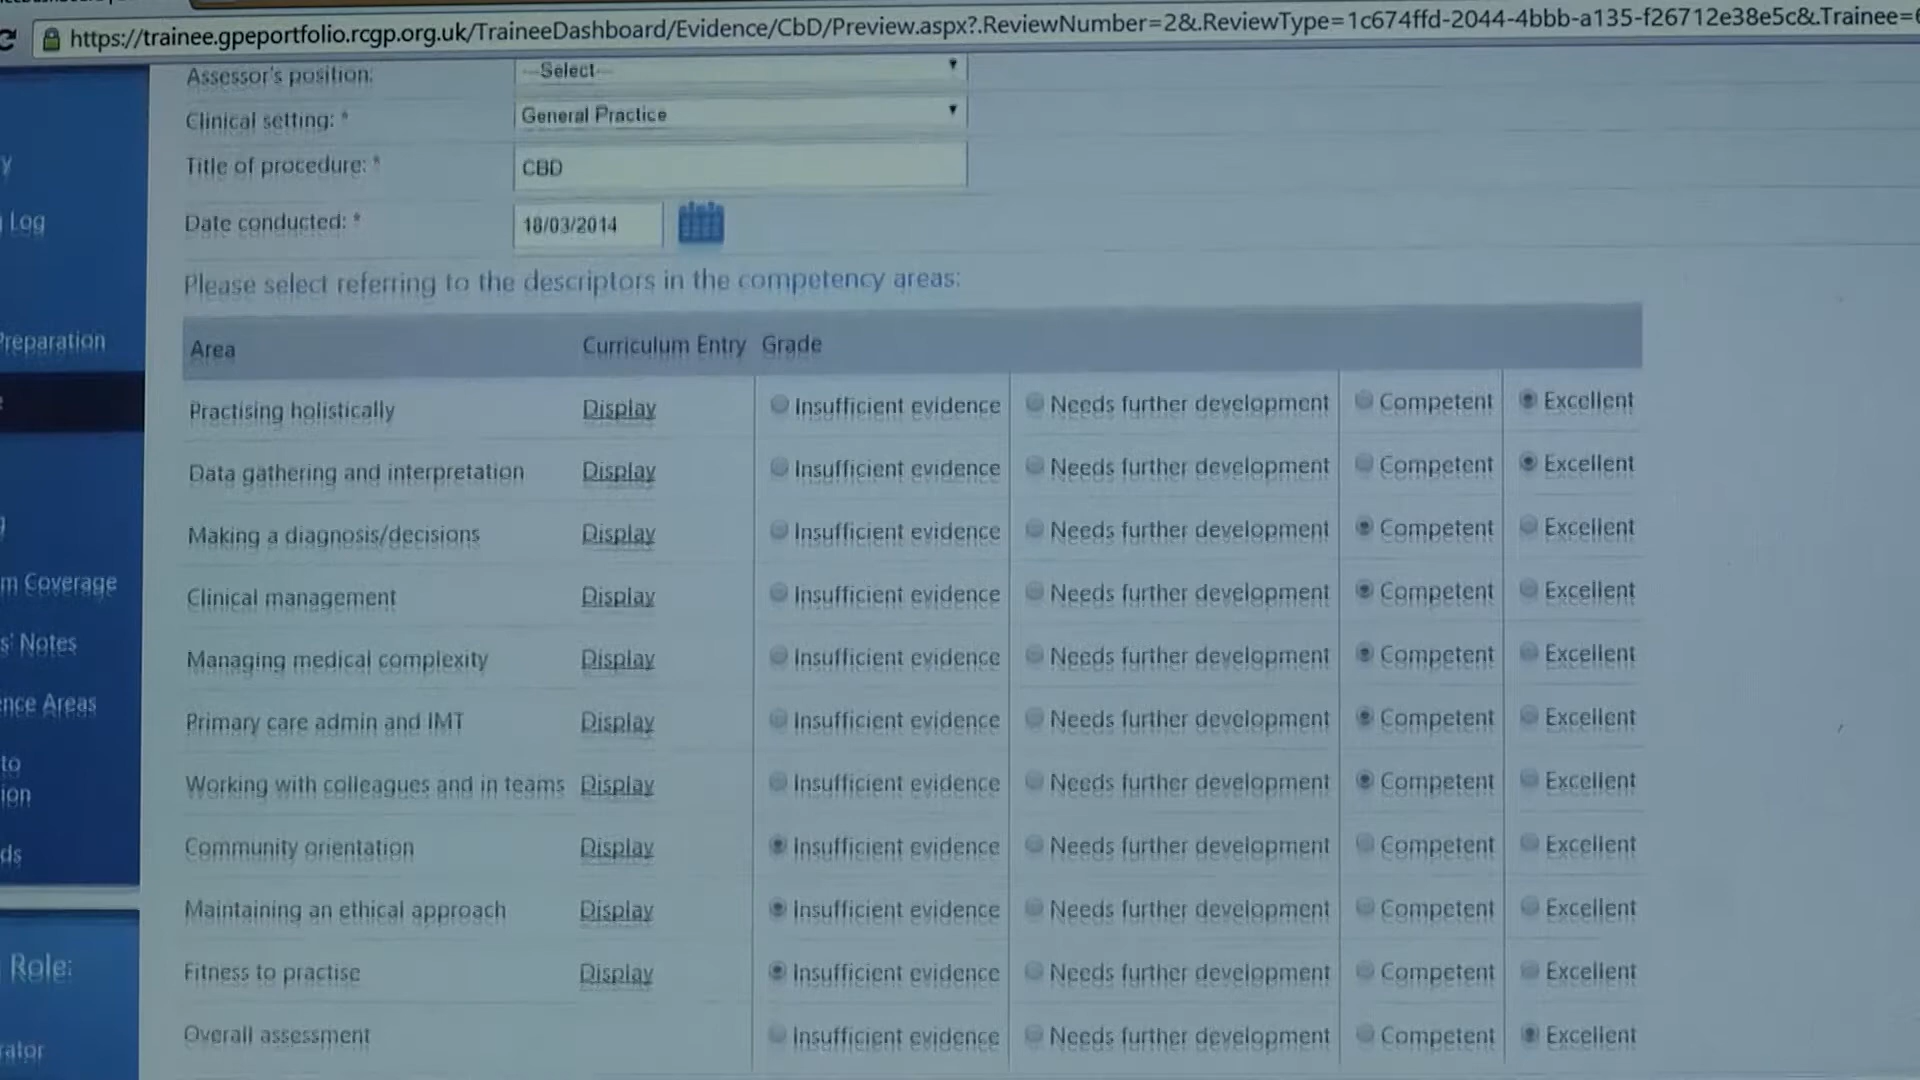 https://trainee.gpeportfolio.rcgp.org.uk/TraineeDashboard/Evidence/CbD/Preview.aspx?.ReviewNumber=2&.ReviewType=1c674ffd-2044-4bbb-a135-f26712e38e5c&.Trainee=
Assessor's position: --Select--
Clinical setting: * General Practice
Title of procedure: * CBD
Log
Date conducted: * 18/03/2014
Please select referring to the descriptors in the competency areas:
Preparation
Area Curriculum Entry Grade
Practising holistically Display Insufficient evidence Needs further development Competent Excellent
Data gathering and interpretation Display Insufficient evidence Needs further development Competent Excellent
Making a diagnosis/decisions Display Insufficient evidence Needs further development Competent Excellent
m Coverage
Clinical management Display Insufficient evidence Needs further development Competent Excellent
s' Notes
Managing medical complexity Display Insufficient evidence Needs further development Competent Excellent
nce Areas
Primary care admin and IMT Display Insufficient evidence Needs further development Competent Excellent
to
ion
Working with colleagues and in teams Display Insufficient evidence Needs further development Competent Excellent
ds
Community orientation Display Insufficient evidence Needs further development Competent Excellent
Maintaining an ethical approach Display Insufficient evidence Needs further development Competent Excellent
Role:
Fitness to practise Display Insufficient evidence Needs further development Competent Excellent
rator
Overall assessment Insufficient evidence Needs further development Competent Excellent